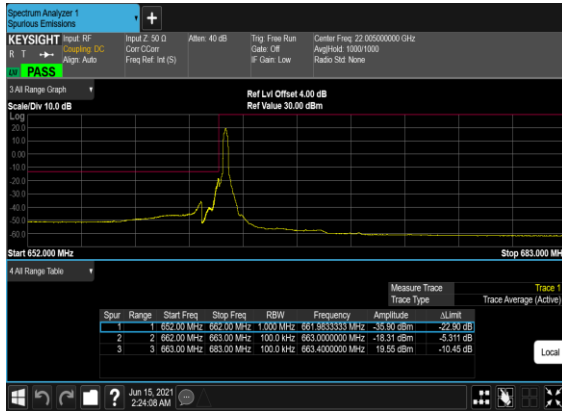 Spectrum Analyzer 1
Spurious Emissions
KEYSIGHT Input: RF Input Z: 50 Ω Atten: 40 dB Trig: Free Run Center Freq: 22.005000000 GHz
R T Coupling: DC Corr CCorr Gate: Off Avg|Hold: 1000/1000
Align: Auto Freq Ref: Int (S) IF Gain: Low Radio Std: None
PASS
3 All Range Graph
Ref Lvl Offset 4.00 dB
Scale/Div 10.0 dB Ref Value 30.00 dBm
Log
20.0
10.0
0.00
-10.0
-20.0
-30.0
-40.0
-50.0
-60.0
Start 652.000 MHz Stop 683.000 MHz
4 All Range Table
Measure Trace Trace 1
Trace Type Trace Average (Active)
Spur Range Start Freq Stop Freq RBW Frequency Amplitude ΔLimit
1 1 652.00 MHz 662.00 MHz 1.000 MHz 661.9833333 MHz -35.90 dBm -22.90 dB
2 2 662.00 MHz 663.00 MHz 100.0 kHz 663.0000000 MHz -18.31 dBm -5.311 dB
3 3 663.00 MHz 683.00 MHz 100.0 kHz 663.4000000 MHz 19.55 dBm -10.45 dB
Local
Jun 15, 2021
2:24:08 AM